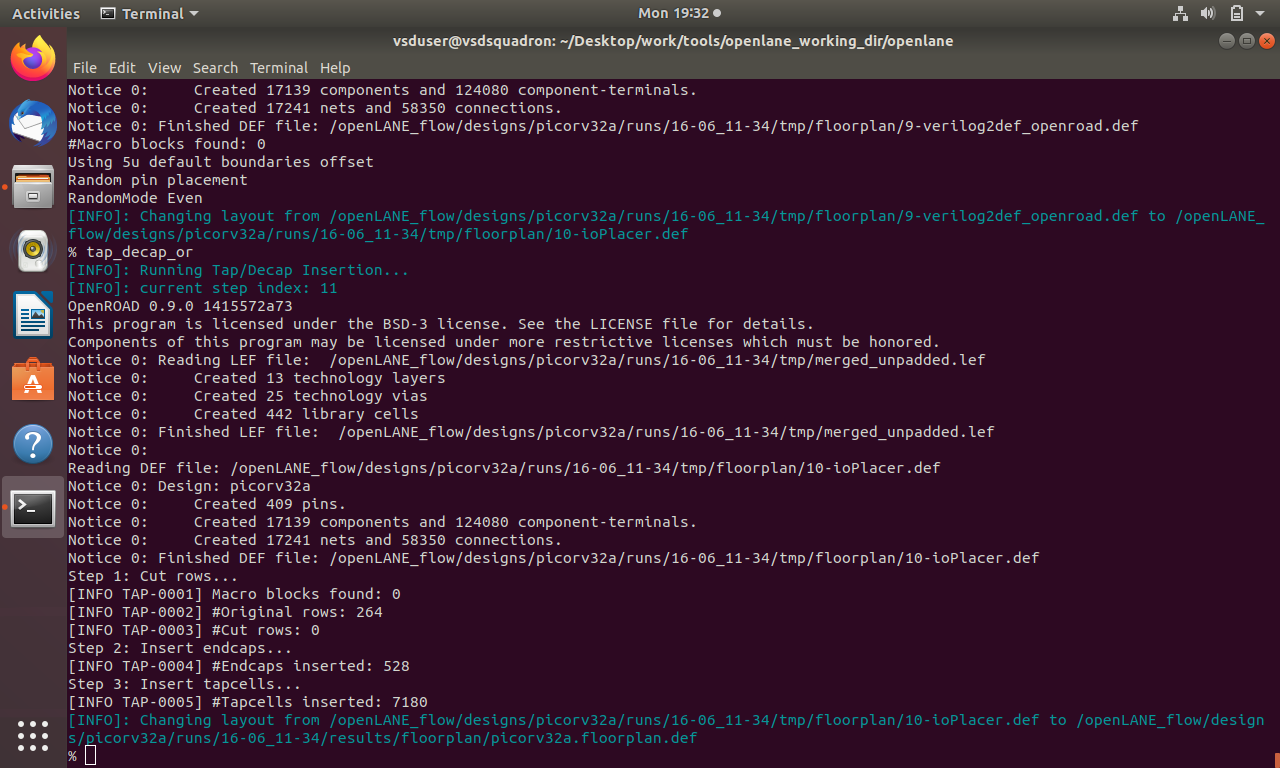 Activities Terminal Mon 19:32
vsduser@vsdsquadron: ~/Desktop/work/tools/openlane_working_dir/openlane
File Edit View Search Terminal Help
Notice 0:     Created 17139 components and 124080 component-terminals.
Notice 0:     Created 17241 nets and 58350 connections.
Notice 0: Finished DEF file: /openLANE_flow/designs/picorv32a/runs/16-06_11-34/tmp/floorplan/9-verilog2def_openroad.def
#Macro blocks found: 0
Using 5u default boundaries offset
Random pin placement
RandomMode Even
[INFO]: Changing layout from /openLANE_flow/designs/picorv32a/runs/16-06_11-34/tmp/floorplan/9-verilog2def_openroad.def to /openLANE_
flow/designs/picorv32a/runs/16-06_11-34/tmp/floorplan/10-ioPlacer.def
% tap_decap_or
[INFO]: Running Tap/Decap Insertion...
[INFO]: current step index: 11
OpenROAD 0.9.0 1415572a73
This program is licensed under the BSD-3 license. See the LICENSE file for details.
Components of this program may be licensed under more restrictive licenses which must be honored.
Notice 0: Reading LEF file:  /openLANE_flow/designs/picorv32a/runs/16-06_11-34/tmp/merged_unpadded.lef
Notice 0:     Created 13 technology layers
Notice 0:     Created 25 technology vias
Notice 0:     Created 442 library cells
Notice 0: Finished LEF file:  /openLANE_flow/designs/picorv32a/runs/16-06_11-34/tmp/merged_unpadded.lef
Notice 0:
Reading DEF file: /openLANE_flow/designs/picorv32a/runs/16-06_11-34/tmp/floorplan/10-ioPlacer.def
Notice 0: Design: picorv32a
Notice 0:     Created 409 pins.
Notice 0:     Created 17139 components and 124080 component-terminals.
Notice 0:     Created 17241 nets and 58350 connections.
Notice 0: Finished DEF file: /openLANE_flow/designs/picorv32a/runs/16-06_11-34/tmp/floorplan/10-ioPlacer.def
Step 1: Cut rows...
[INFO TAP-0001] Macro blocks found: 0
[INFO TAP-0002] #Original rows: 264
[INFO TAP-0003] #Cut rows: 0
Step 2: Insert endcaps...
[INFO TAP-0004] #Endcaps inserted: 528
Step 3: Insert tapcells...
[INFO TAP-0005] #Tapcells inserted: 7180
[INFO]: Changing layout from /openLANE_flow/designs/picorv32a/runs/16-06_11-34/tmp/floorplan/10-ioPlacer.def to /openLANE_flow/design
s/picorv32a/runs/16-06_11-34/results/floorplan/picorv32a.floorplan.def
%